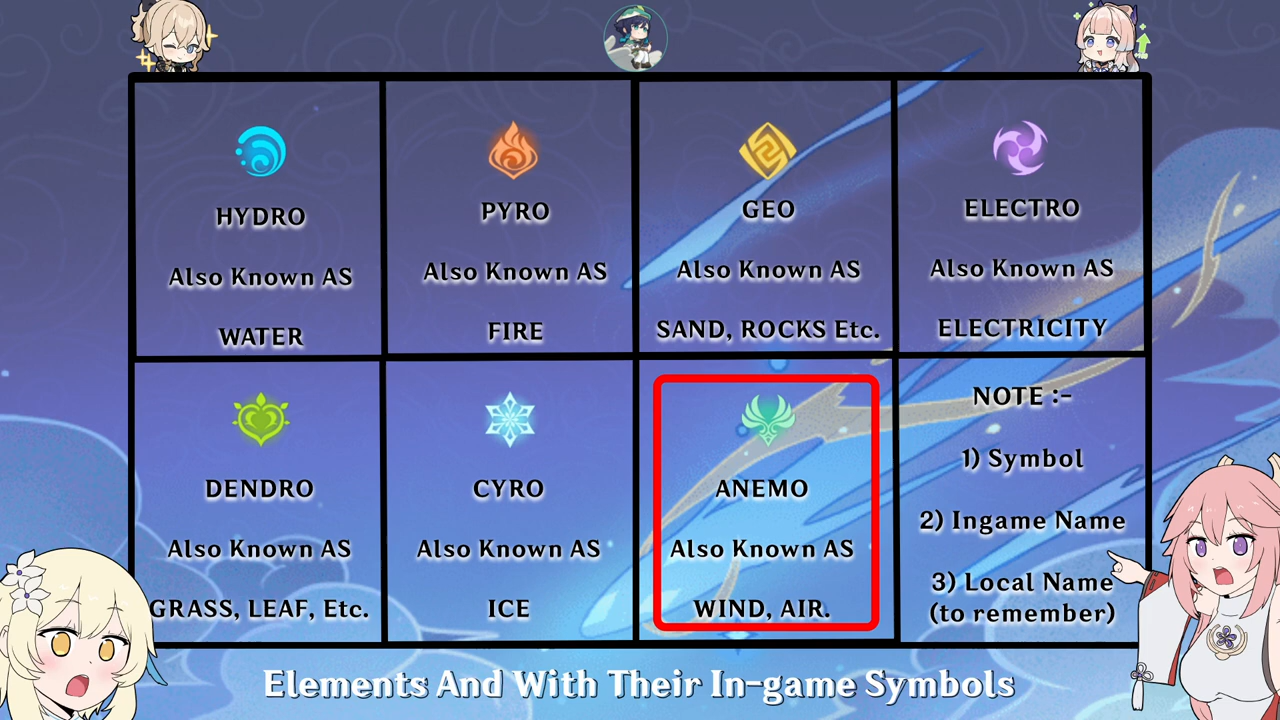 HYDRO
Also Known AS
WATER
PYRO
Also Known AS
FIRE
GEO
Also Known AS
SAND, ROCKS Etc.
ELECTRO
Also Known AS
ELECTRICITY
DENDRO
Also Known AS
GRASS, LEAF, Etc.
CYRO
Also Known AS
ICE
ANEMO
Also Known AS
WIND, AIR.
NOTE :-
1) Symbol
2) Ingame Name
3) Local Name
(to remember)
Elements And With Their In-game Symbols